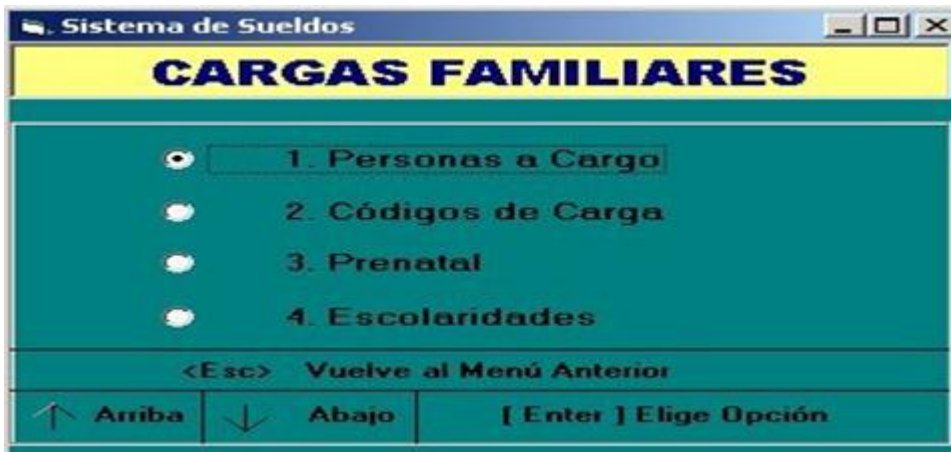 Sistema de Sueldos
CARGAS FAMILIARES
1. Personas a Cargo
2. Códigos de Carga
3. Prenatal
4. Escolaridades
<Esc> Vuelve al Menú Anterior
Arriba Abajo [ Enter ] Elige Opción